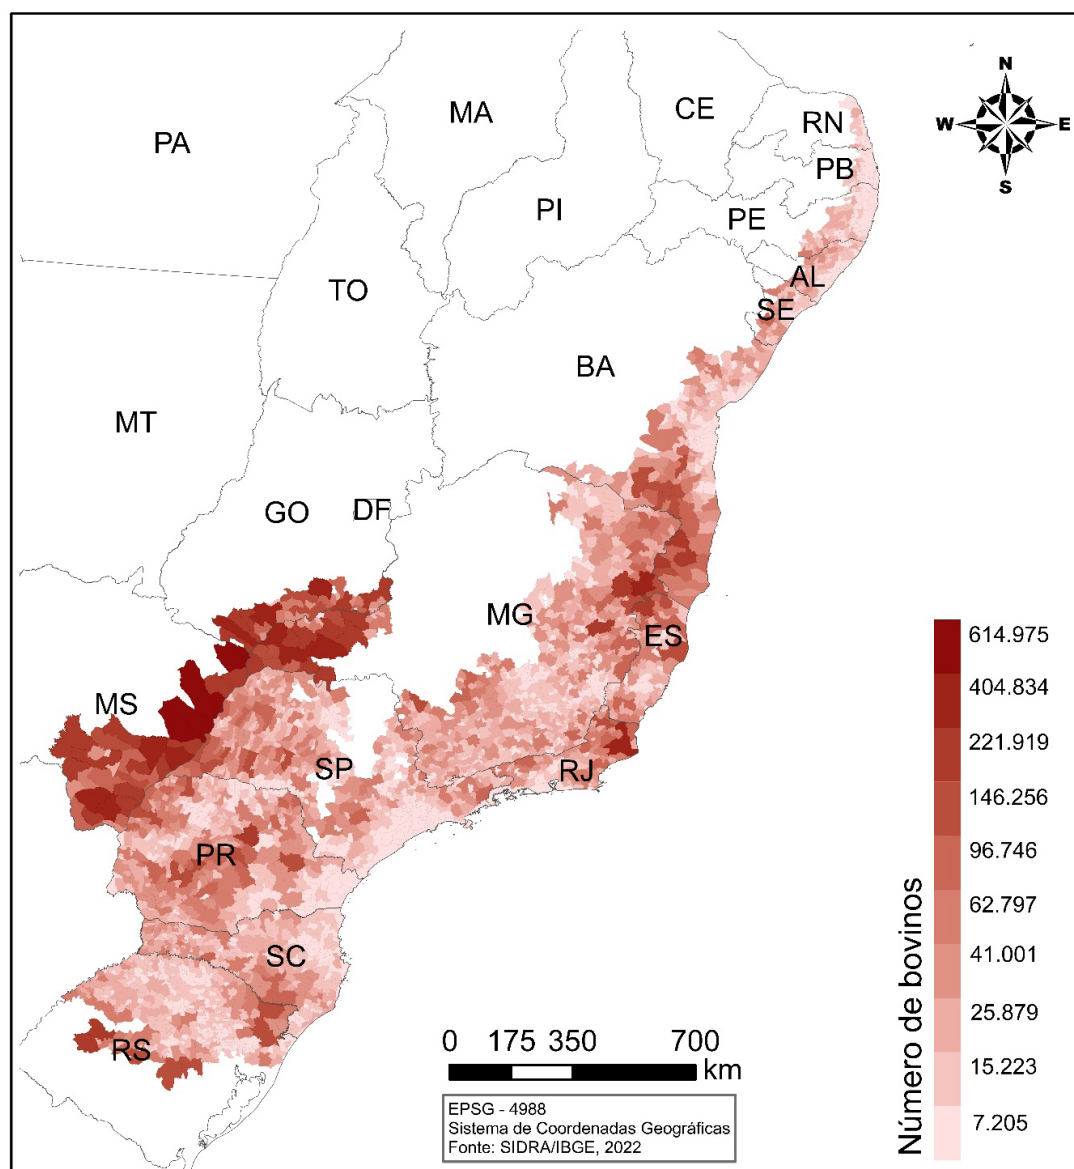 N
W
E
S
MA
CE
RN
PA
PB
PI
PE
TO
AL
SE
BA
MT
GO
DF
MG
ES
MS
SP
RJ
PR
SC
RS
Número de bovinos
614.975
404.834
221.919
146.256
96.746
62.797
41.001
25.879
15.223
7.205
0 175 350 700
km
EPSG - 4988
Sistema de Coordenadas Geográficas
Fonte: SIDRA/IBGE, 2022